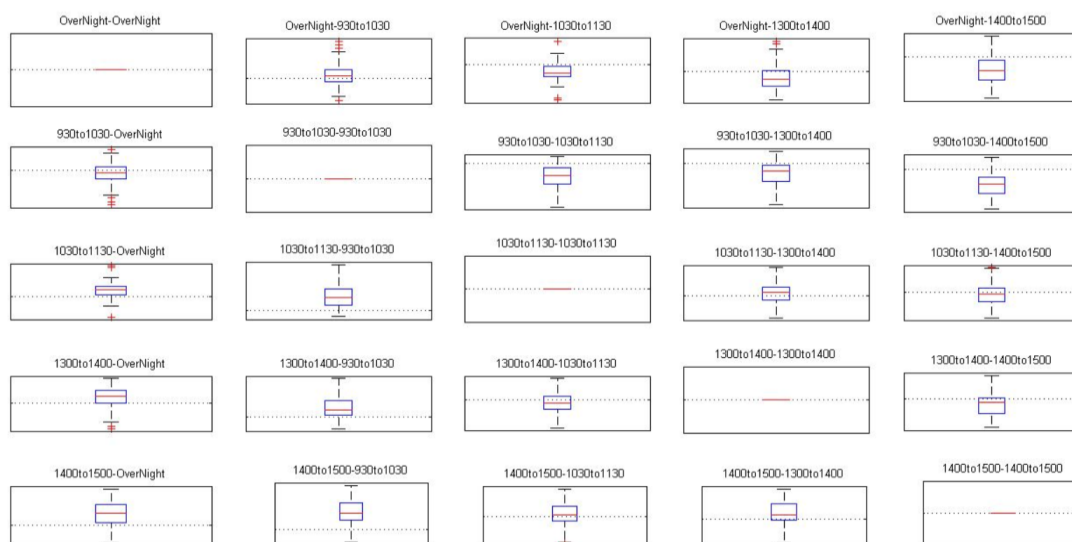 OverNight-OverNight
OverNight-930to1030
OverNight-1030to1130
OverNight-1300to1400
OverNight-1400to1500
930to1030-OverNight
930to1030-930to1030
930to1030-1030to1130
930to1030-1300to1400
930to1030-1400to1500
1030to1130-OverNight
1030to1130-930to1030
1030to1130-1030to1130
1030to1130-1300to1400
1030to1130-1400to1500
1300to1400-OverNight
1300to1400-930to1030
1300to1400-1030to1130
1300to1400-1300to1400
1300to1400-1400to1500
1400to1500-OverNight
1400to1500-930to1030
1400to1500-1030to1130
1400to1500-1300to1400
1400to1500-1400to1500